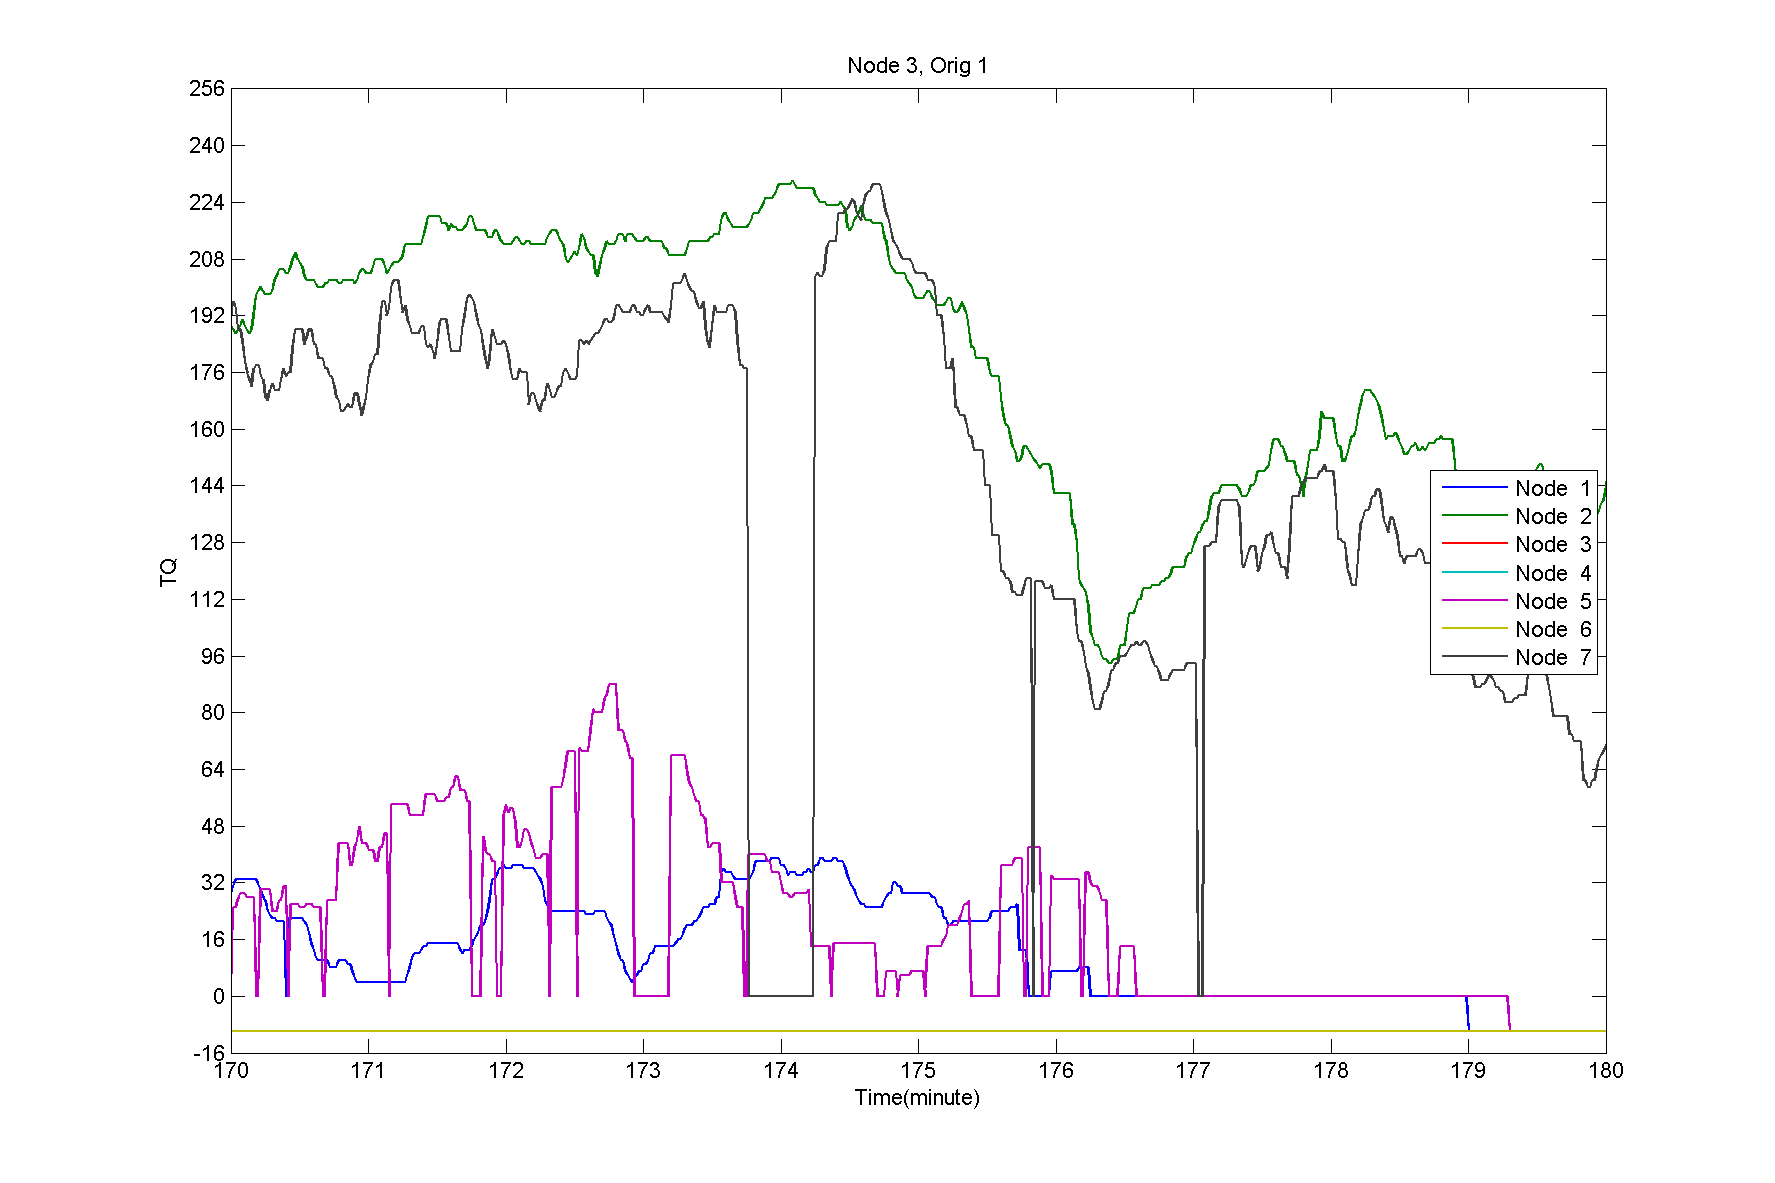 Node 3, Orig 1
256
240
224
208
192
176
160
144
128
112
96
80
64
48
32
16
0
-16
TQ
Node 1
Node 2
Node 3
Node 4
Node 5
Node 6
Node 7
170 171 172 173 174 175 176 177 178 179 180
Time(minute)